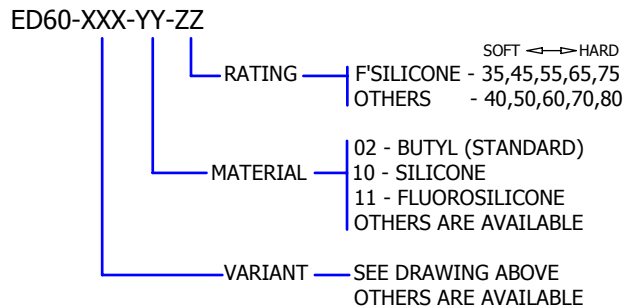 ED60-XXX-YY-ZZ
SOFT HARD
RATING F'SILICONE - 35,45,55,65,75
OTHERS - 40,50,60,70,80
02 - BUTYL (STANDARD)
MATERIAL 10 - SILICONE
11 - FLUOROSILICONE
OTHERS ARE AVAILABLE
VARIANT SEE DRAWING ABOVE
OTHERS ARE AVAILABLE